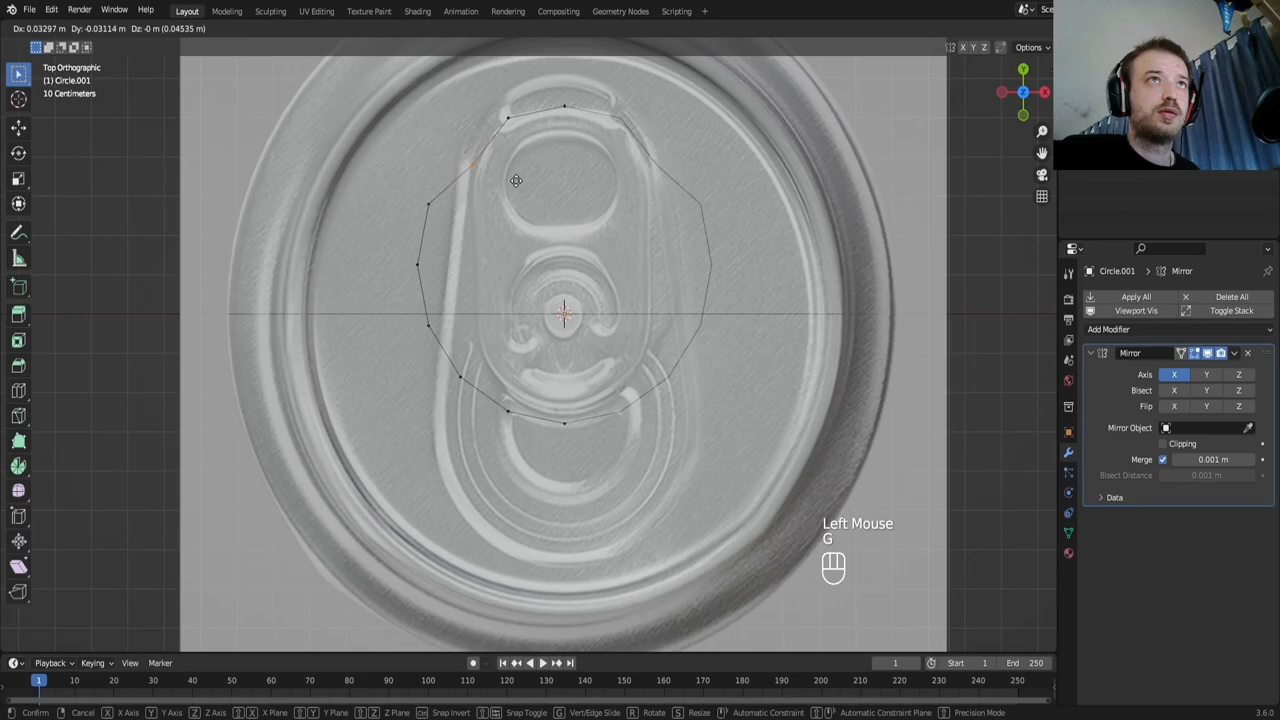 File Edit Render Window Help Layout Modeling Sculpting UV Editing Texture Paint Shading Animation Rendering Compositing Geometry Nodes Scripting + Sce
Dx: 0.03297 m Dy: -0.03114 m Dz: -0 m (0.04535 m)
X Y Z Options
Top Orthographic
(1) Circle.001
10 Centimeters
Y
Z X
Circle.001 > Mirror
Apply All Delete All
Viewport Vis Toggle Stack
Add Modifier
Mirror
Axis X Y Z
Bisect X Y Z
Flip X Y Z
Mirror Object
Clipping
Merge 0.001 m
Bisect Distance 0.001 m
Data
Left Mouse
G
Playback Keying View Marker 1 Start 1 End 250
1 10 20 30 40 50 60 70 80 90 100 110 120 130 140 150 160 170 180 190 200 210 220 230 240 250
Confirm Cancel X X Axis Y Y Axis Z Z Axis X X Plane Y Y Plane Z Z Plane Snap Invert Snap Toggle G Vert/Edge Slide R Rotate S Resize Automatic Constraint Automatic Constraint Plane Precision Mode 3.6.0